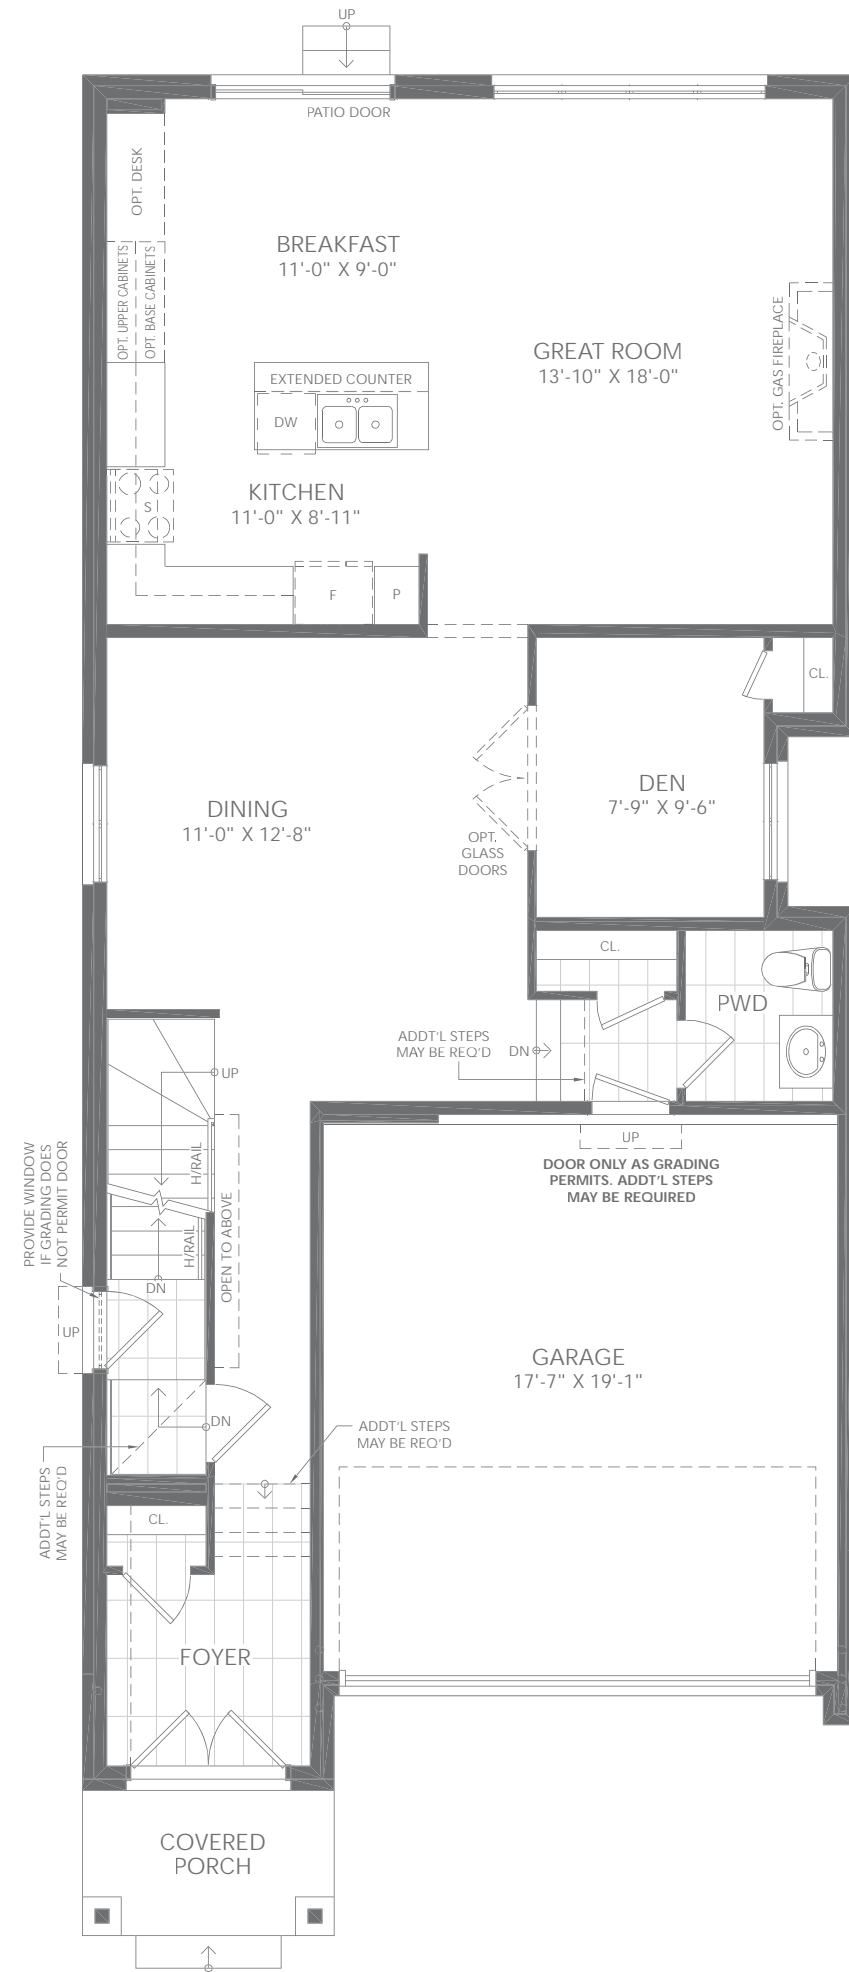 UP
PATIO DOOR
OPT. DESK
BREAKFAST
11'-0" X 9'-0"
OPT. UPPER CABINETS
OPT. BASE CABINETS
GREAT ROOM
13'-10" X 18'-0"
OPT. GAS FIREPLACE
EXTENDED COUNTER
DW
KITCHEN
11'-0" X 8'-11"
S
F
P
CL.
DEN
7'-9" X 9'-6"
DINING
11'-0" X 12'-8"
OPT.
GLASS
DOORS
CL.
PWD
ADDT'L STEPS
MAY BE REQ'D
DN
UP
UP
DOOR ONLY AS GRADING
PERMITS. ADDT'L STEPS
MAY BE REQUIRED
PROVIDE WINDOW
IF GRADING DOES
NOT PERMIT DOOR
H/RAIL
H/RAIL
OPEN TO ABOVE
DN
UP
GARAGE
17'-7" X 19'-1"
DN
ADDT'L STEPS
MAY BE REQ'D
ADDT'L STEPS
MAY BE REQ'D
CL.
FOYER
COVERED
PORCH